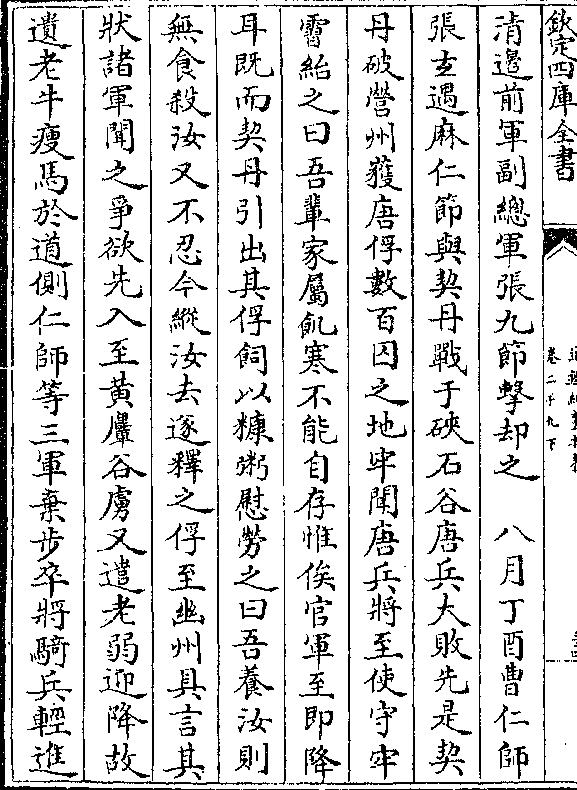 欽定四庫全書
卷二十九下
清邊前軍副總軍張九節擊却之　八月丁酉曹仁師
張玄遇麻仁節與契丹戰于硤石谷唐兵大敗先是契
丹破營州獲唐俘數百囚之地牢聞唐兵將至使守牢
霫紿之曰吾輩家屬飢寒不能自存惟俟官軍至即降
耳既而契丹引出其俘飼以糠粥慰勞之曰吾養汝則
無食殺汝又不忍今縱汝去遂釋之俘至幽州具言其
狀諸軍聞之爭欲先入至黃麞谷虜又遣老弱迎降故
遺老牛瘦馬於道側仁師等三軍棄步卒將騎兵輕進